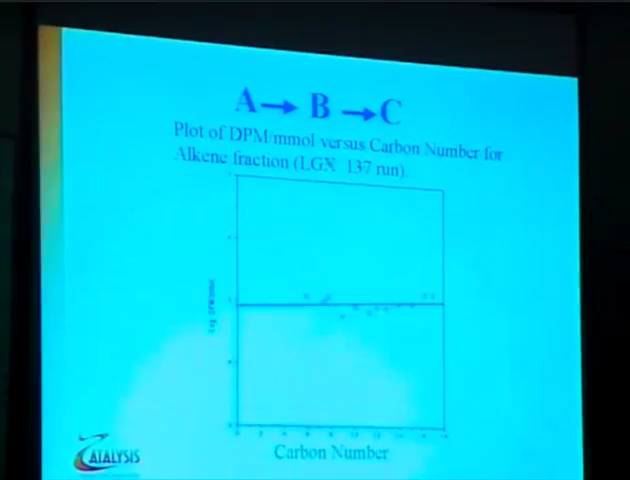 A → B → C
Plot of DPM/mmol versus Carbon Number for
Alkene fraction (LGX 137 run).
Carbon Number
CATALYSIS